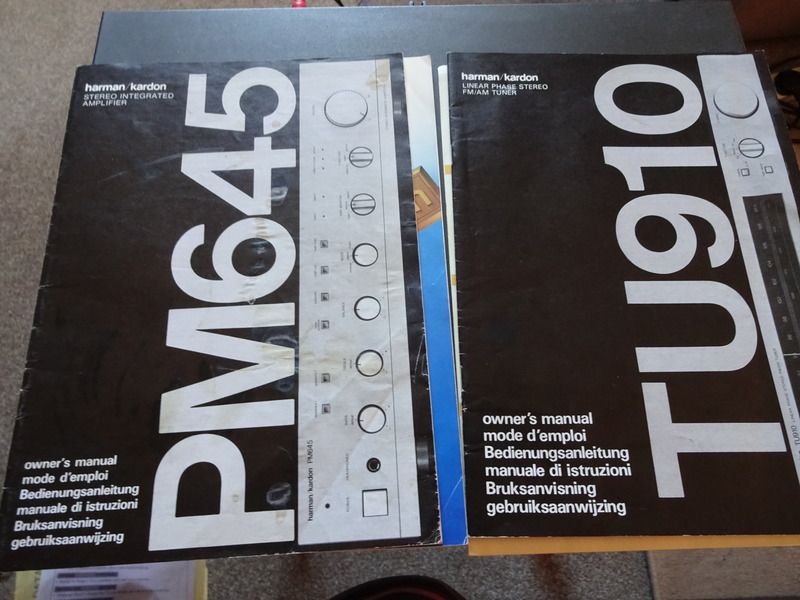 harman/kardon
STEREO INTEGRATED
AMPLIFIER
PM645
owner's manual
mode d'emploi
Bedienungsanleitung
manuale di istruzioni
Bruksanvisning
gebruiksaanwijzing
harman/kardon PM645
harman/kardon
LINEAR PHASE STEREO
FM/AM TUNER
TU910
owner's manual
mode d'emploi
Bedienungsanleitung
manuale di istruzioni
Bruksanvisning
gebruiksaanwijzing